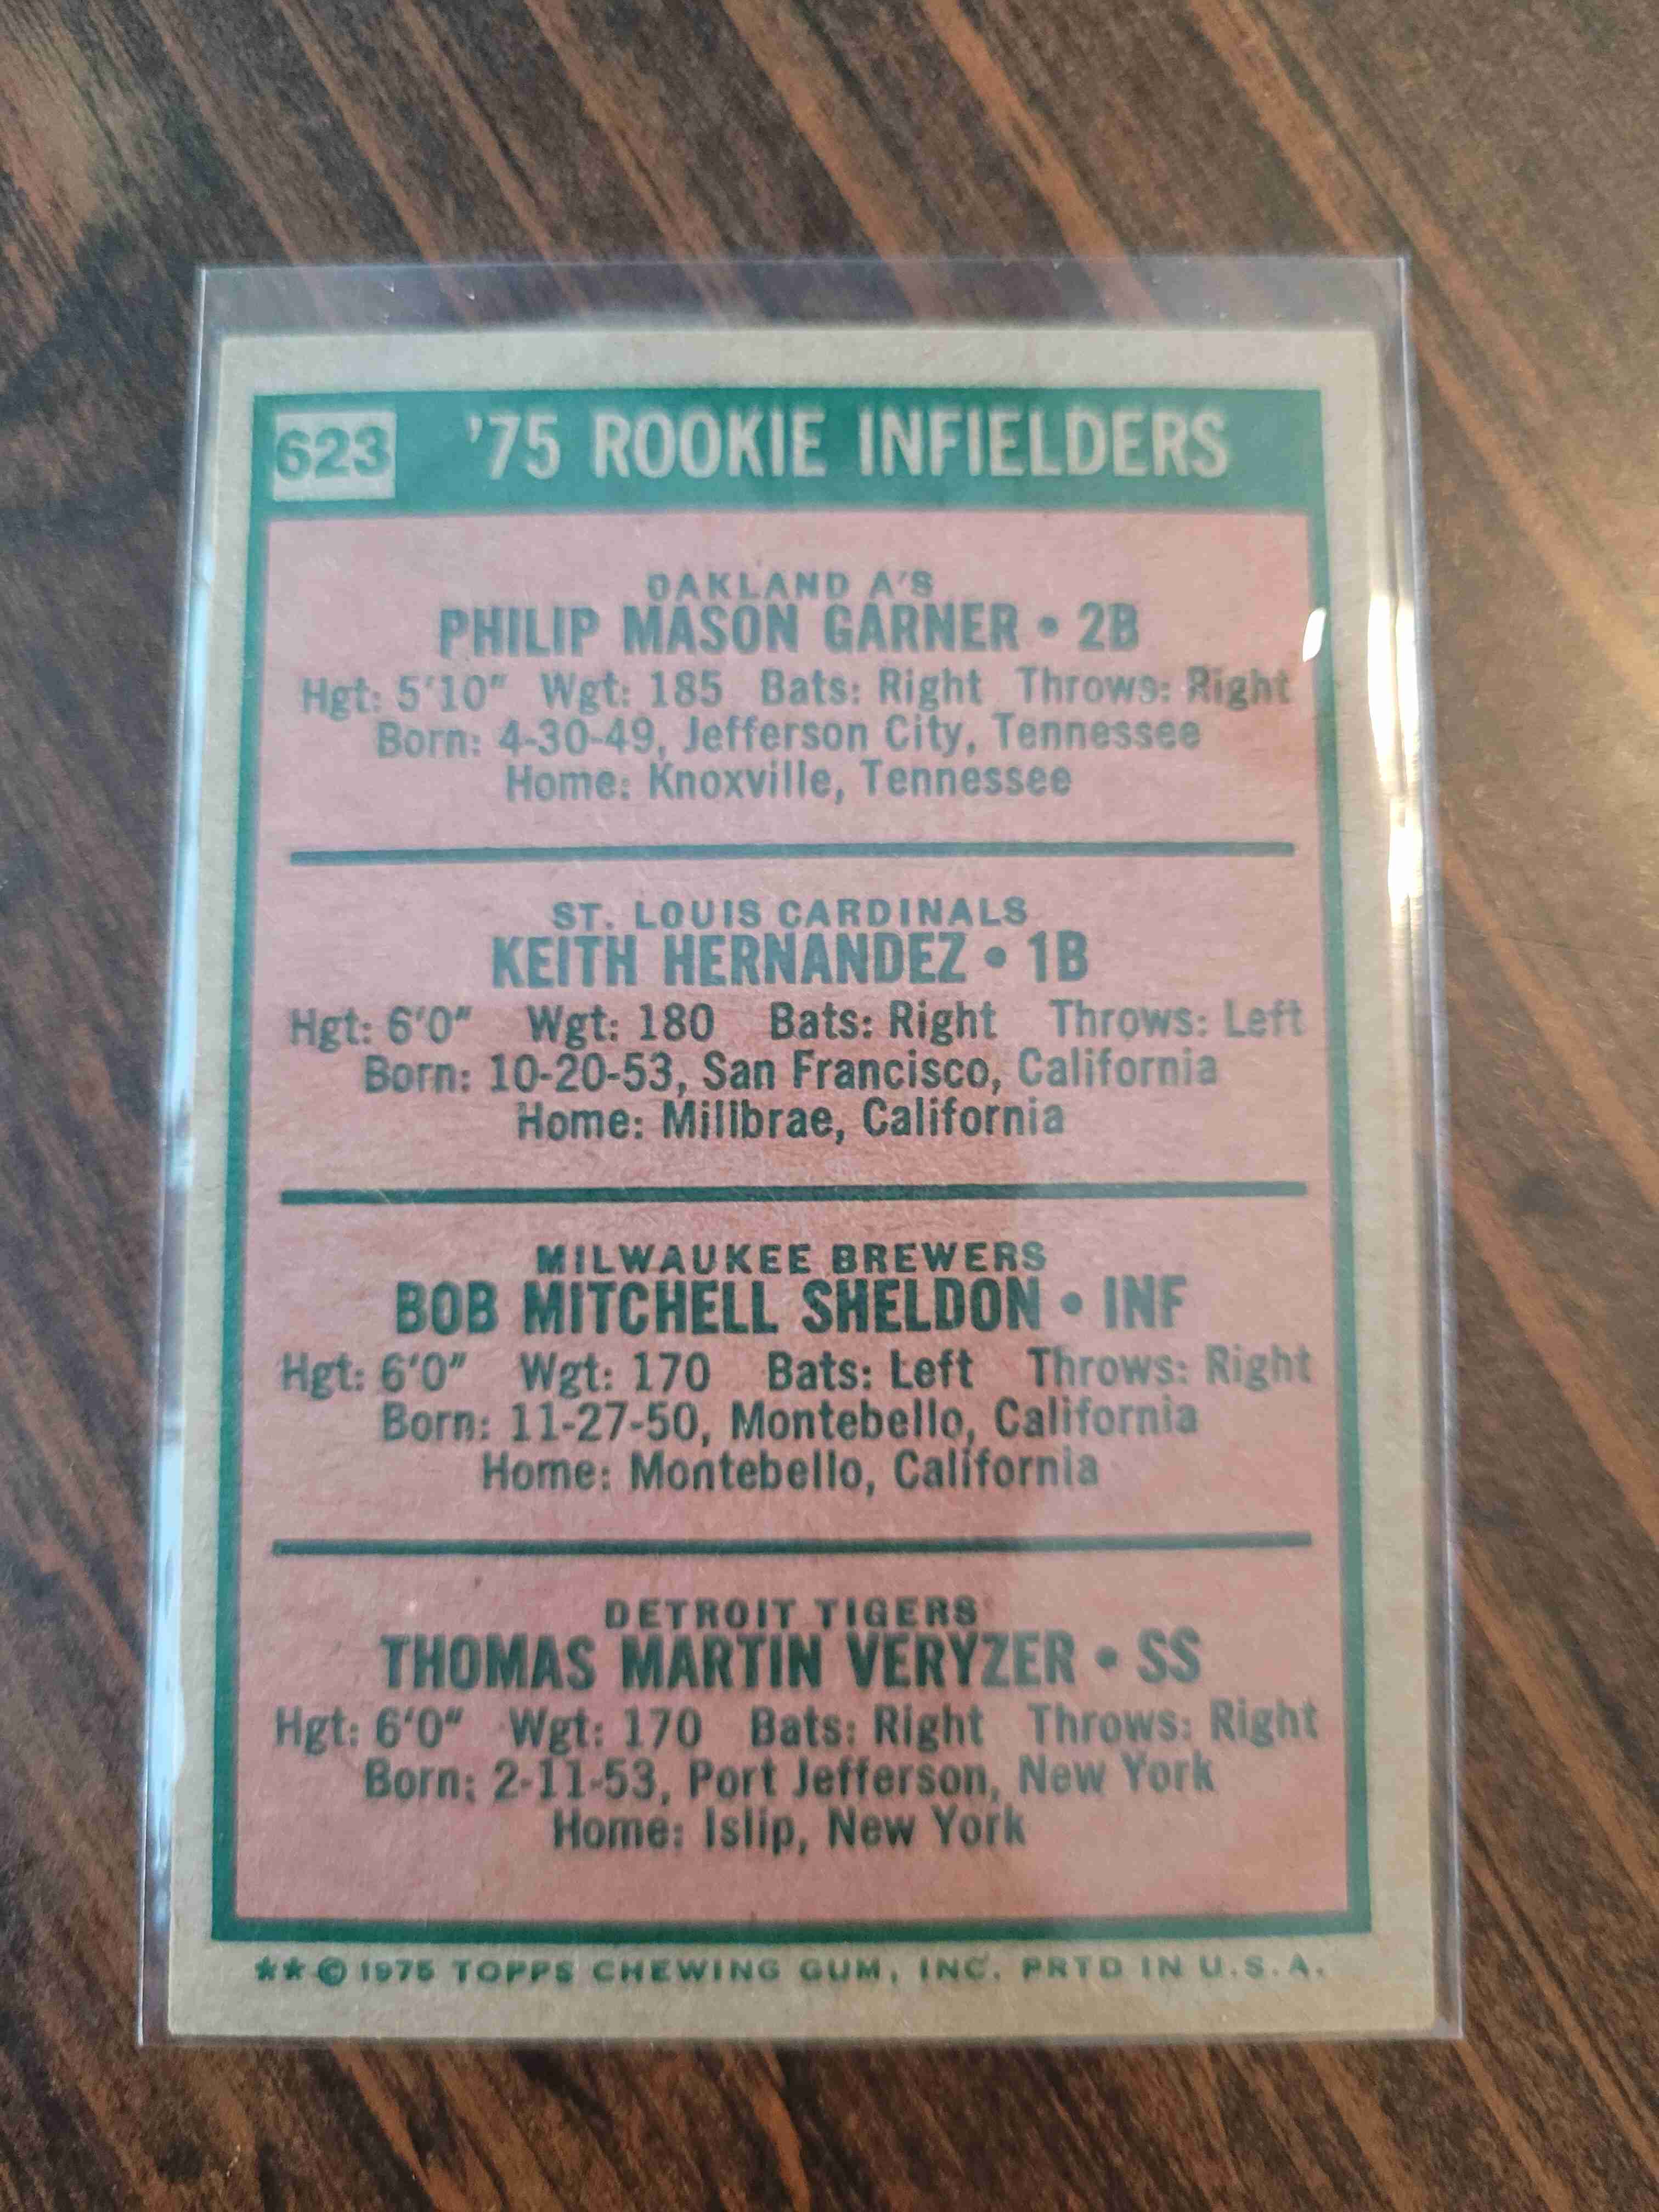 623 '75 ROOKIE INFIELDERS
OAKLAND A'S
PHILIP MASON GARNER • 2B
Hgt: 5'10" Wgt: 185 Bats: Right Throws: Right
Born: 4-30-49, Jefferson City, Tennessee
Home: Knoxville, Tennessee
ST. LOUIS CARDINALS
KEITH HERNANDEZ • 1B
Hgt: 6'0" Wgt: 180 Bats: Right Throws: Left
Born: 10-20-53, San Francisco, California
Home: Millbrae, California
MILWAUKEE BREWERS
BOB MITCHELL SHELDON • INF
Hgt: 6'0" Wgt: 170 Bats: Left Throws: Right
Born: 11-27-50, Montebello, California
Home: Montebello, California
DETROIT TIGERS
THOMAS MARTIN VERYZER • SS
Hgt: 6'0" Wgt: 170 Bats: Right Throws: Right
Born: 2-11-53, Port Jefferson, New York
Home: Islip, New York
** © 1975 TOPPS CHEWING GUM, INC. PRTD IN U.S.A.